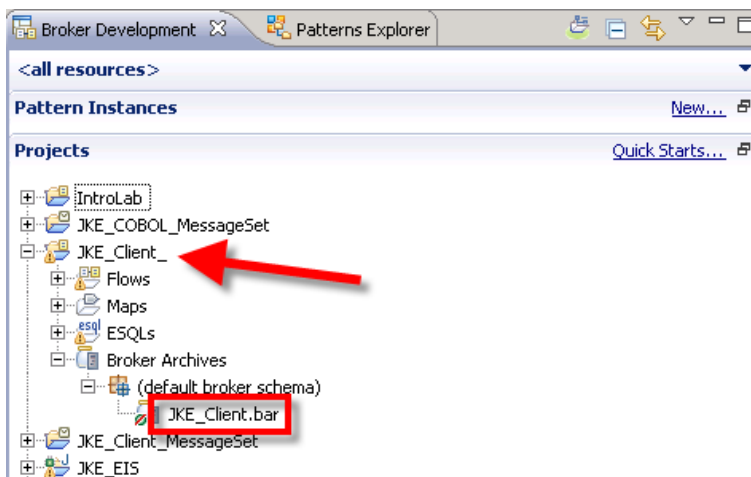 Broker Development Patterns Explorer
<all resources>
Pattern Instances New...
Projects Quick Starts...
IntroLab
JKE_COBOL_MessageSet
JKE_Client_
Flows
Maps
esql ESQLs
Broker Archives
(default broker schema)
JKE_Client.bar
JKE_Client_MessageSet
JKE_EIS